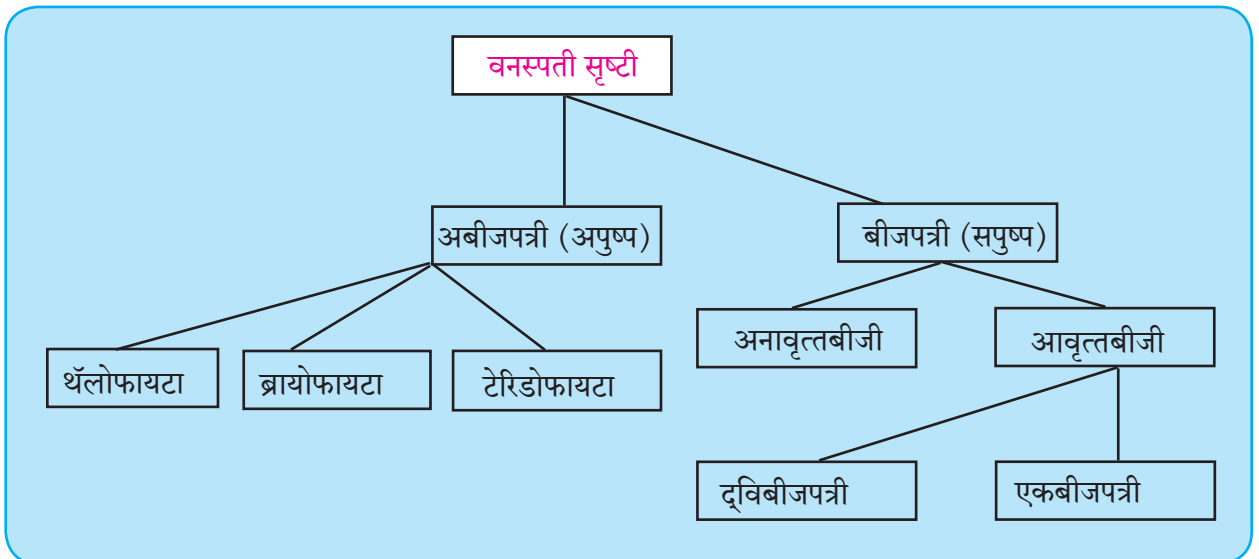 वनस्पती सृष्टी
अबीजपत्री (अपुष्प)
बीजपत्री (सपुष्प)
अनावृत्तबीजी
आवृत्तबीजी
थॅलोफायटा
ब्रायोफायटा
टेरिडोफायटा
द्विबीजपत्री
एकबीजपत्री